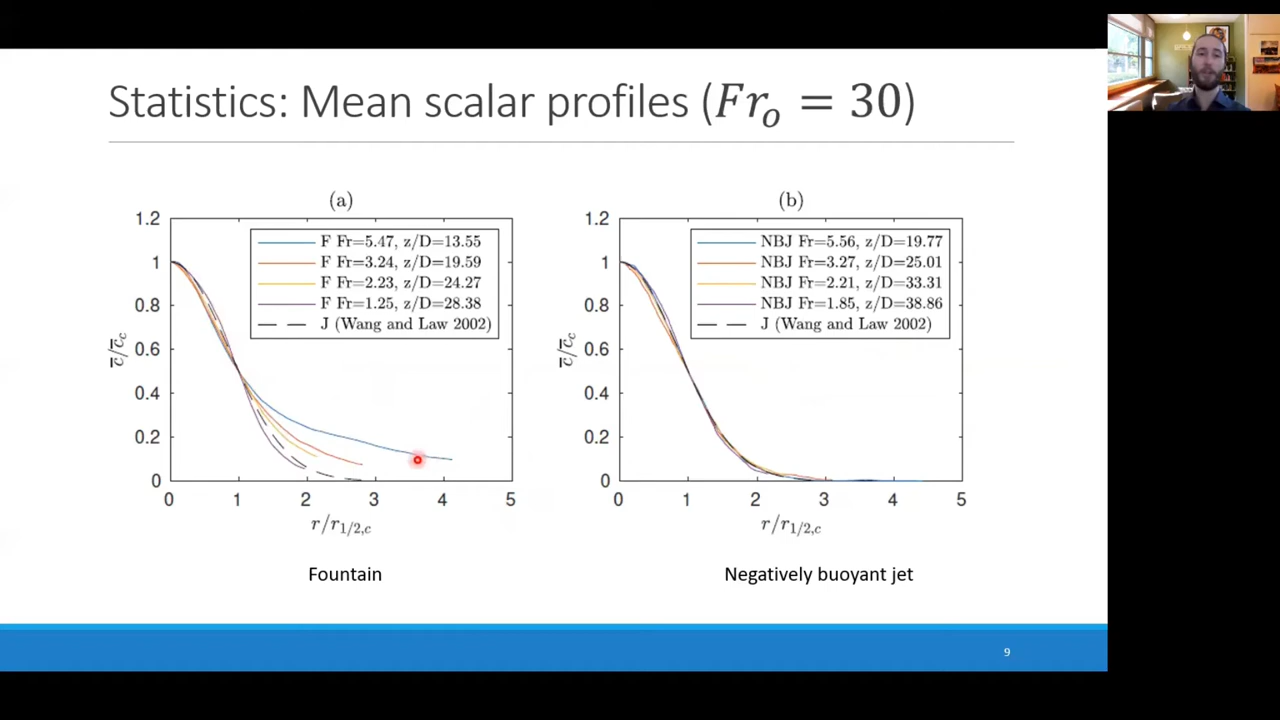 Statistics: Mean scalar profiles (Fr_o = 30)
(a)
1.2
1
0.8
0.6
0.4
0.2
0
c̅/c̅_c
F Fr=5.47, z/D=13.55
F Fr=3.24, z/D=19.59
F Fr=2.23, z/D=24.27
F Fr=1.25, z/D=28.38
J (Wang and Law 2002)
0 1 2 3 4 5
r/r_{1/2,c}
Fountain
(b)
1.2
1
0.8
0.6
0.4
0.2
0
c̅/c̅_c
NBJ Fr=5.56, z/D=19.77
NBJ Fr=3.27, z/D=25.01
NBJ Fr=2.21, z/D=33.31
NBJ Fr=1.85, z/D=38.86
J (Wang and Law 2002)
0 1 2 3 4 5
r/r_{1/2,c}
Negatively buoyant jet
9